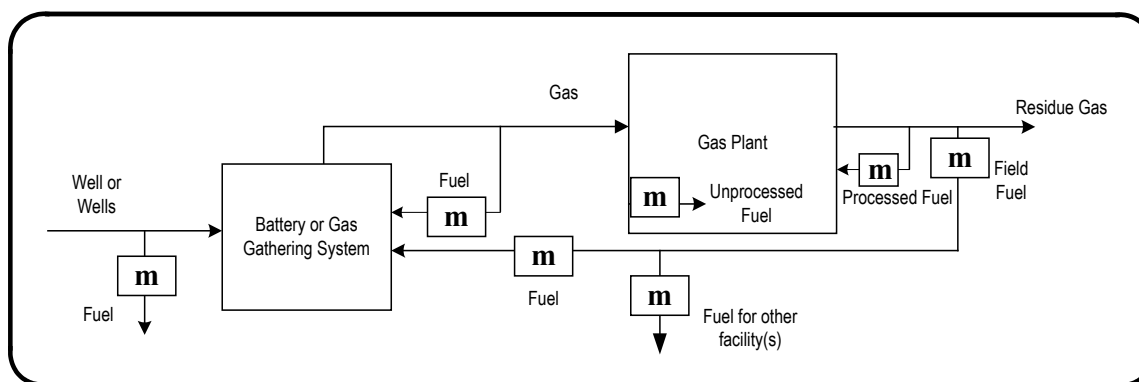 Gas
Residue Gas
Gas Plant
m
Field
Fuel
m
Processed Fuel
m
Unprocessed
Fuel
Well or
Wells
Fuel
m
Battery or Gas
Gathering System
m
Fuel
m
Fuel
m
Fuel for other
facility(s)